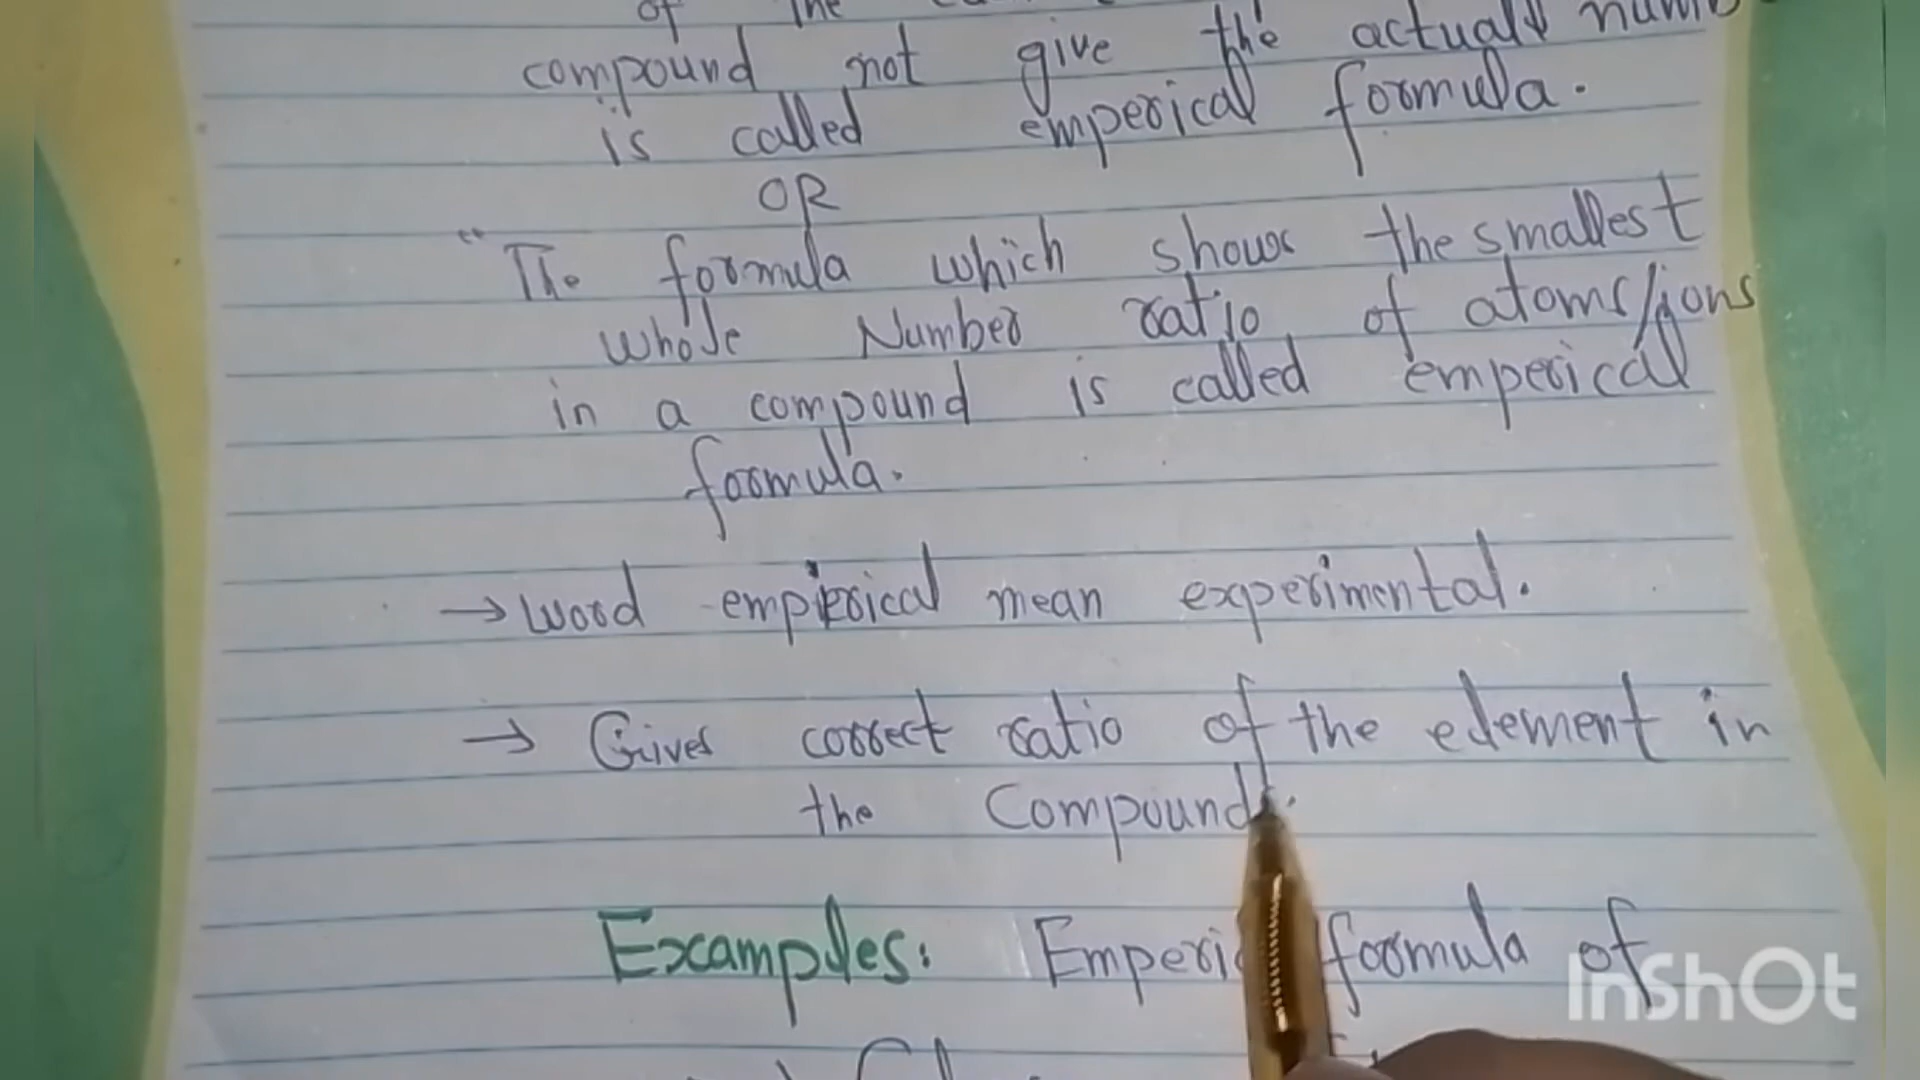 of the
compound not give the actual
is called emperical formula.
OR
"The formula which shows the smallest
whole Number ratio of atoms/ions
in a compound is called emperical
formula.
→ Word empirical mean experimental.
→ Gives correct ratio of the element in
the Compound.
Examples: Emperi formula of
InShOt